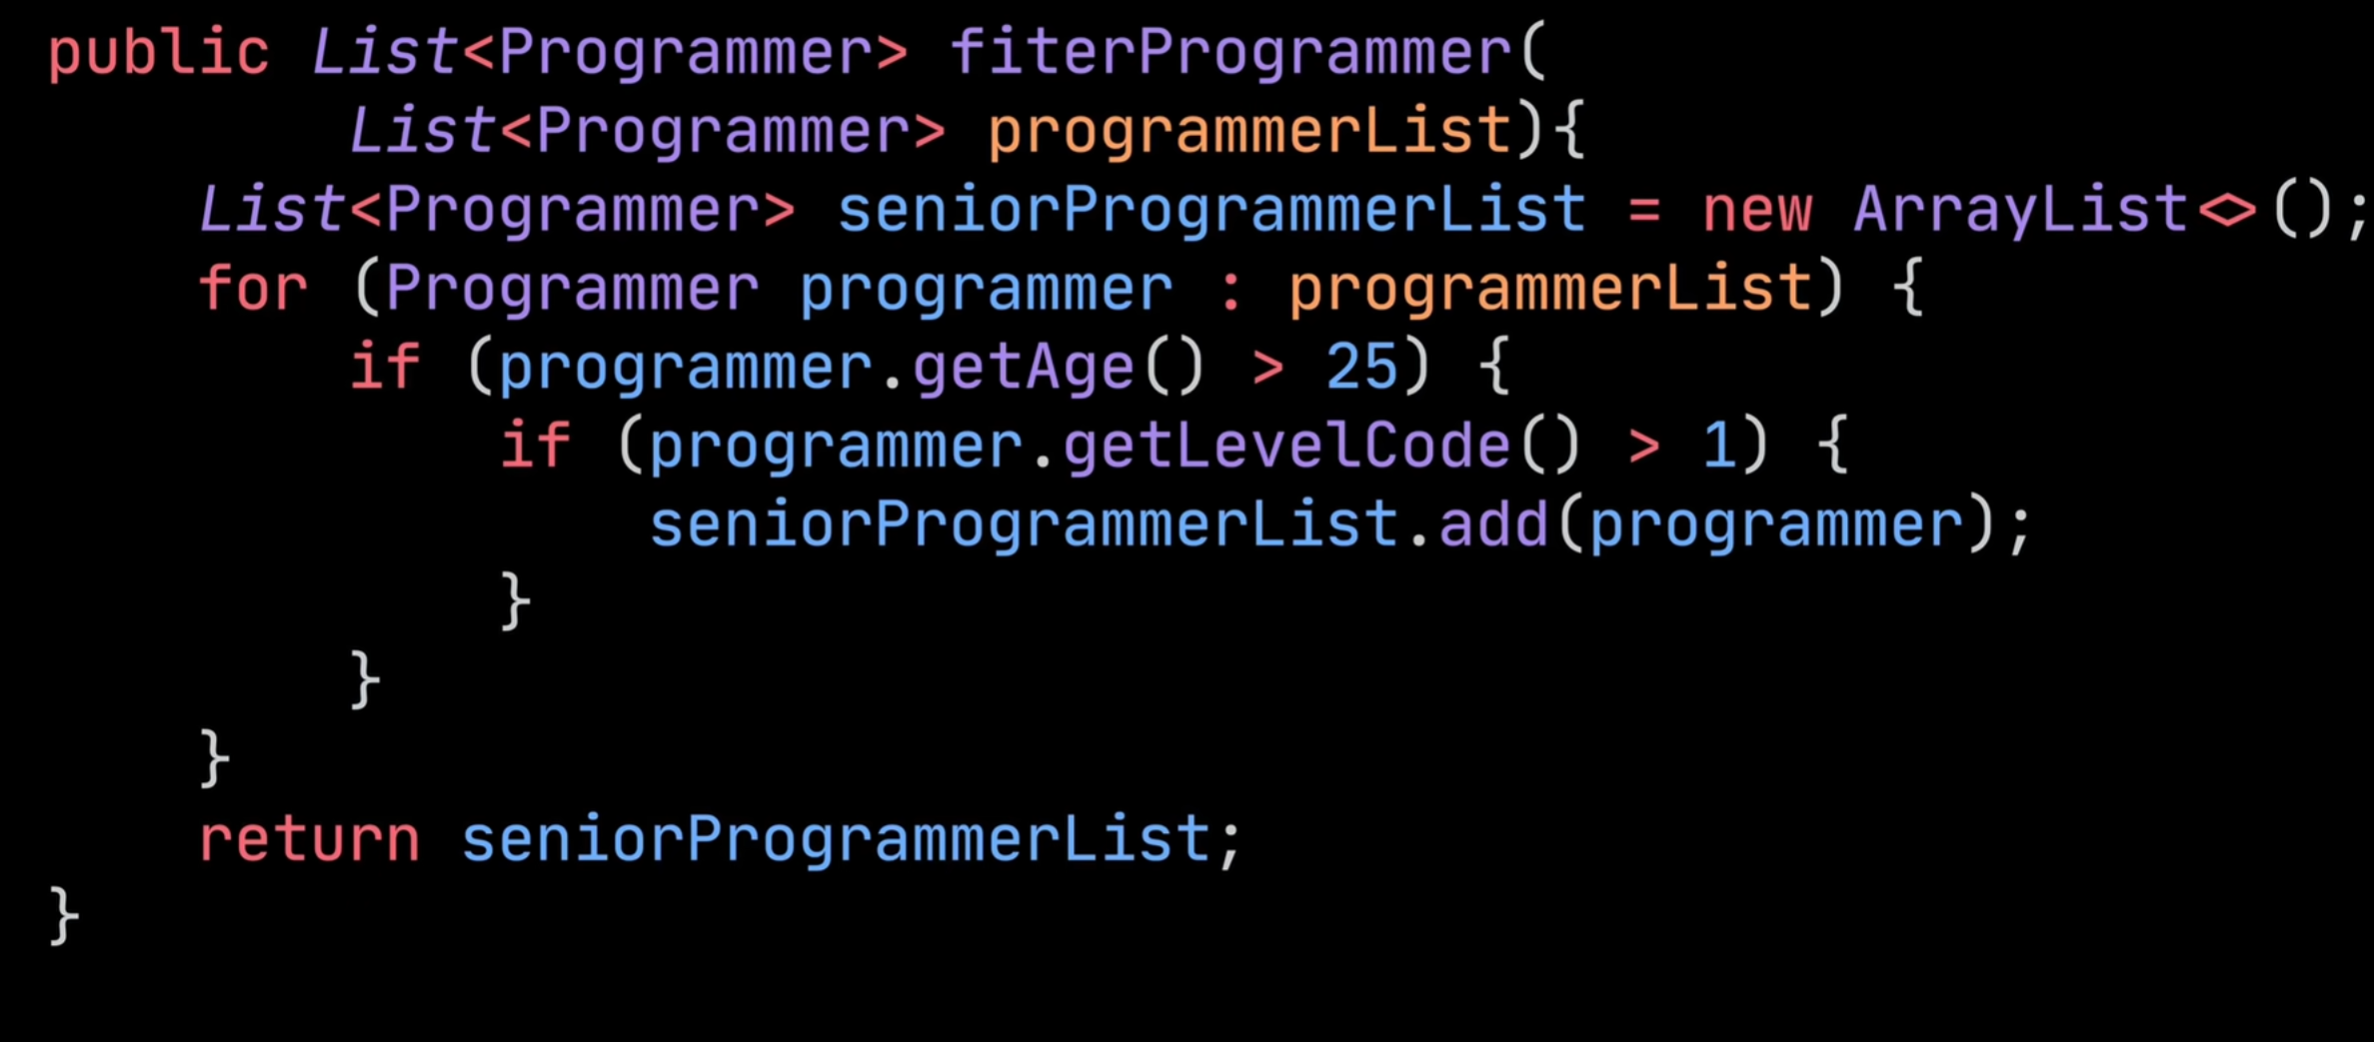 public List<Programmer> fiterProgrammer(
        List<Programmer> programmerList){
    List<Programmer> seniorProgrammerList = new ArrayList<>();
    for (Programmer programmer : programmerList) {
        if (programmer.getAge() > 25) {
            if (programmer.getLevelCode() > 1) {
                seniorProgrammerList.add(programmer);
            }
        }
    }
    return seniorProgrammerList;
}